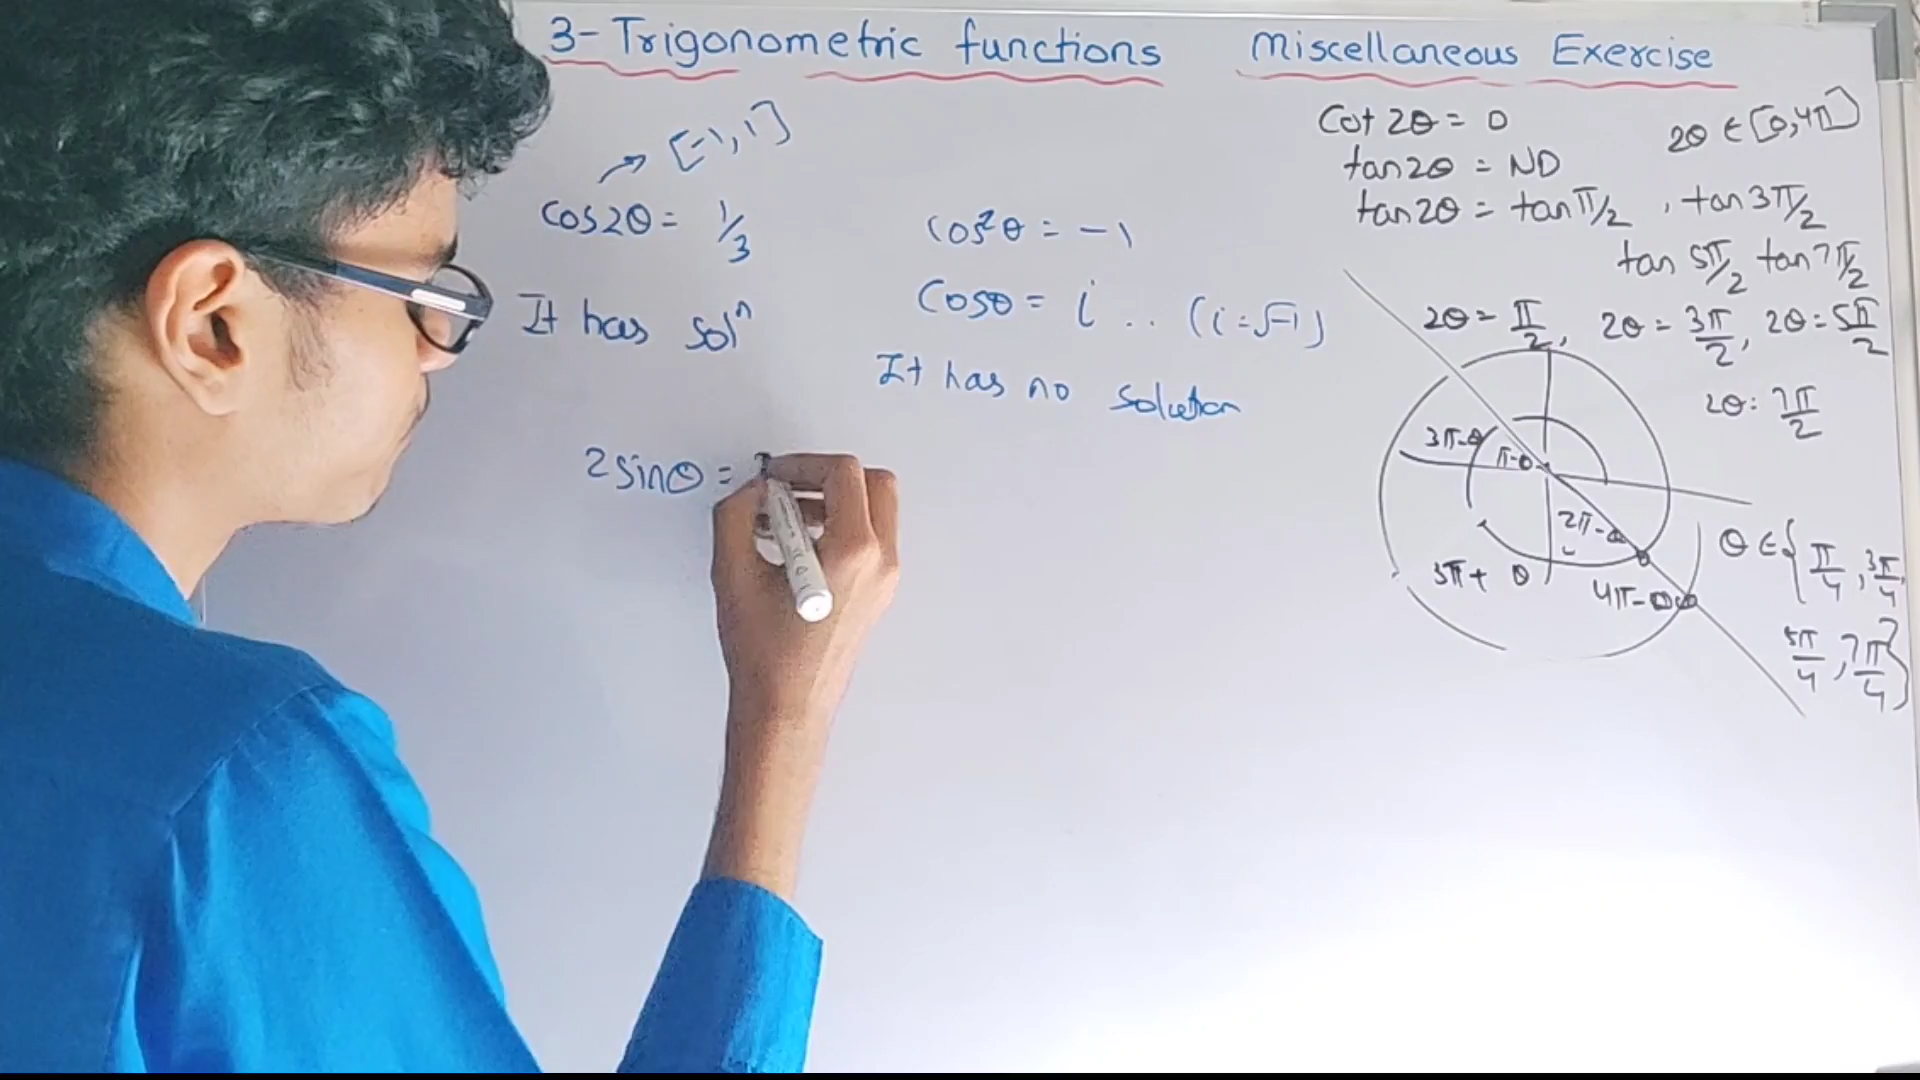 3-Trigonometric functions Miscellaneous Exercise
[-1, 1]
cos2θ = 1/3
It has solⁿ
cos²θ = -1
cosθ = i .. (i=√-1)
It has no solution
2sinθ =
Cot 2θ = 0 2θ ∈ [0,4π]
tan2θ = ND
tan2θ = tan π/2 , tan 3π/2
tan 5π/2 tan 7π/2
2θ = π/2, 2θ = 3π/2, 2θ = 5π/2
2θ: 7π/2
3π-θ π-θ
2π-θ
3π+ θ 4π-θ
θ ∈ { π/4, 3π/4,
5π/4, 7π/4 }